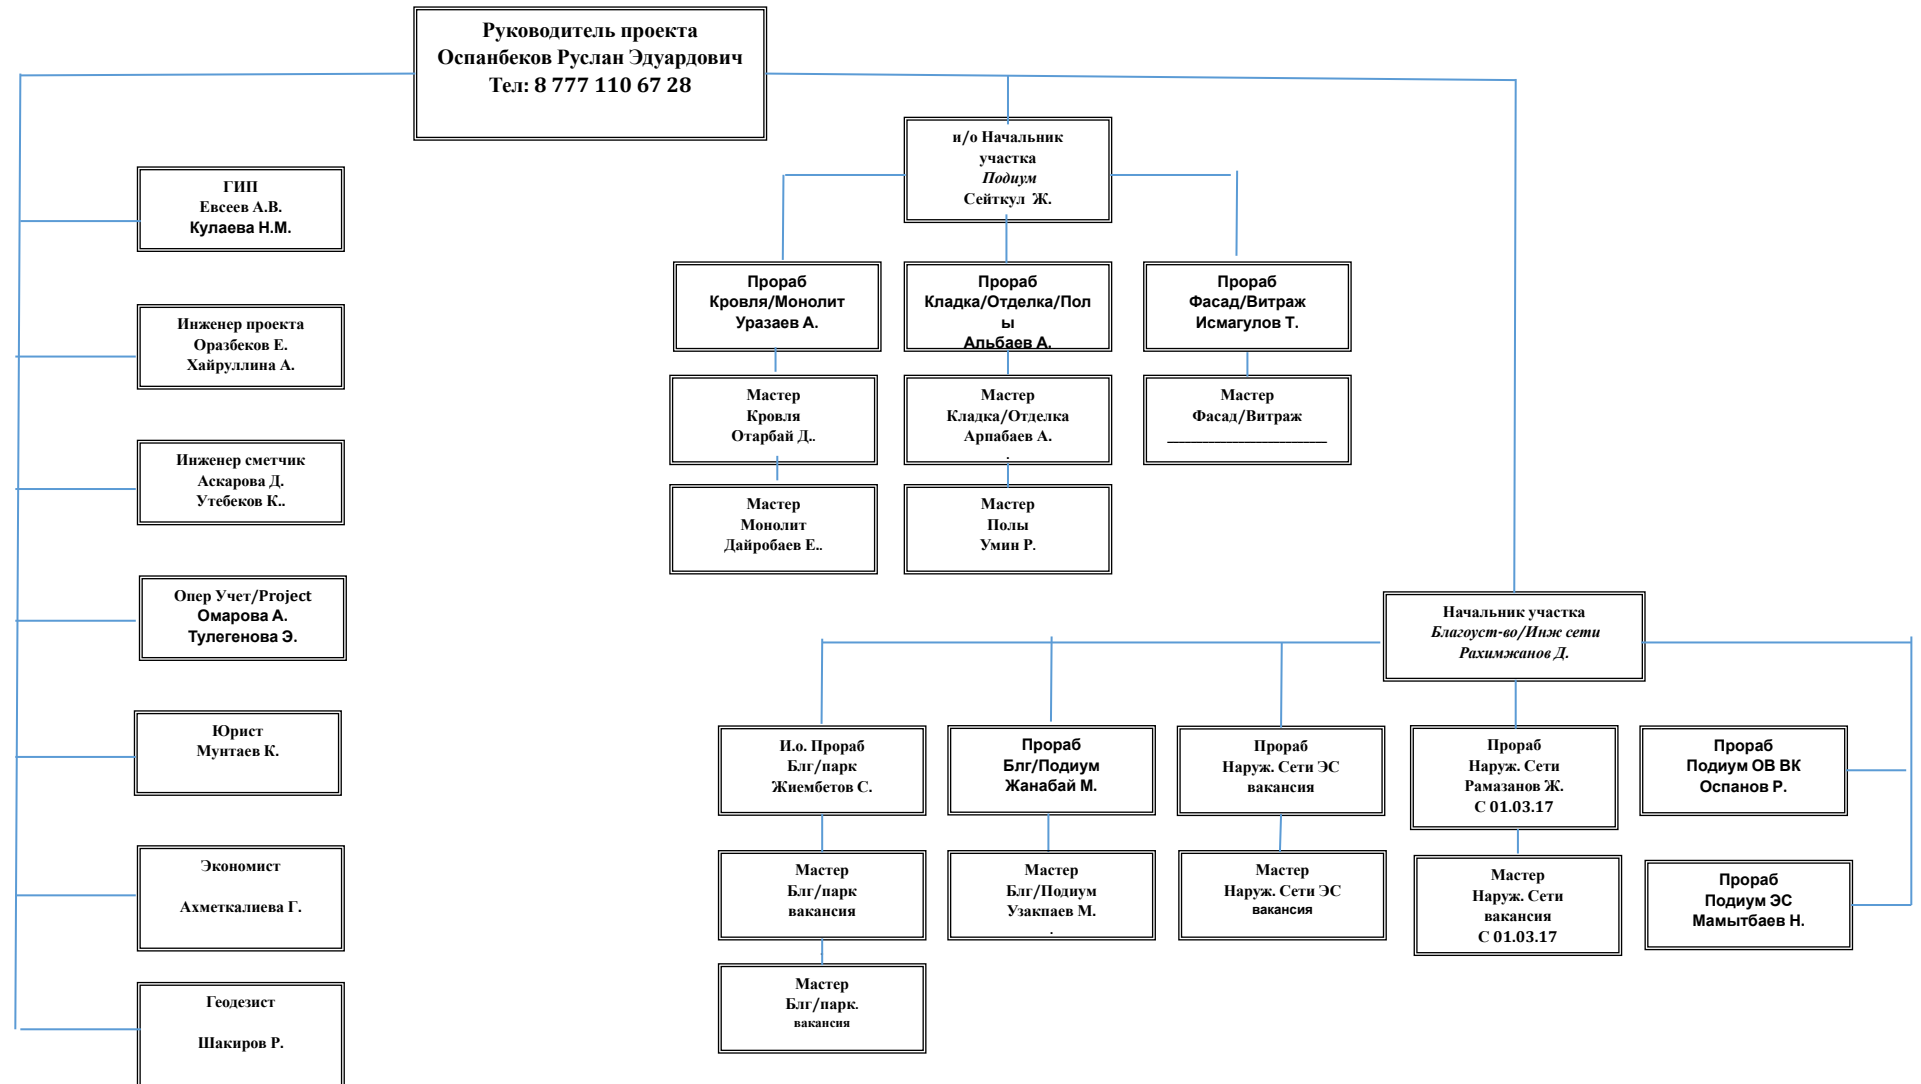 Руководитель проекта
Оспанбеков Руслан Эдуардович
Тел: 8 777 110 67 28
и/о Начальник
участка
Подиум
Сейткул Ж.
ГИП
Евсеев А.В.
Кулаева Н.М.
Инженер проекта
Оразбеков Е.
Хайруллина А.
Инженер сметчик
Аскарова Д.
Утебеков К..
Опер Учет/Project
Омарова А.
Тулегенова Э.
Юрист
Мунтаев К.
Экономист
Ахметкалиева Г.
Геодезист
Шакиров Р.
Прораб
Кровля/Монолит
Уразаев А.
Прораб
Кладка/Отделка/Пол
ы
Альбаев А.
Прораб
Фасад/Витраж
Исмагулов Т.
Мастер
Кровля
Отарбай Д..
Мастер
Кладка/Отделка
Арпабаев А.
.
Мастер
Фасад/Витраж
___________________________
Мастер
Монолит
Дайробаев Е..
Мастер
Полы
Умин Р.
Начальник участка
Благоуст-во/Инж сети
Рахимжанов Д.
И.о. Прораб
Блг/парк
Жиембетов С.
Прораб
Блг/Подиум
Жанабай М.
Прораб
Наруж. Сети ЭС
вакансия
Прораб
Наруж. Сети
Рамазанов Ж.
С 01.03.17
Прораб
Подиум ОВ ВК
Оспанов Р.
Мастер
Блг/парк
вакансия
Мастер
Блг/Подиум
Узакпаев М.
.
Мастер
Наруж. Сети ЭС
вакансия
Мастер
Наруж. Сети
вакансия
С 01.03.17
Прораб
Подиум ЭС
Мамытбаев Н.
Мастер
Блг/парк.
вакансия